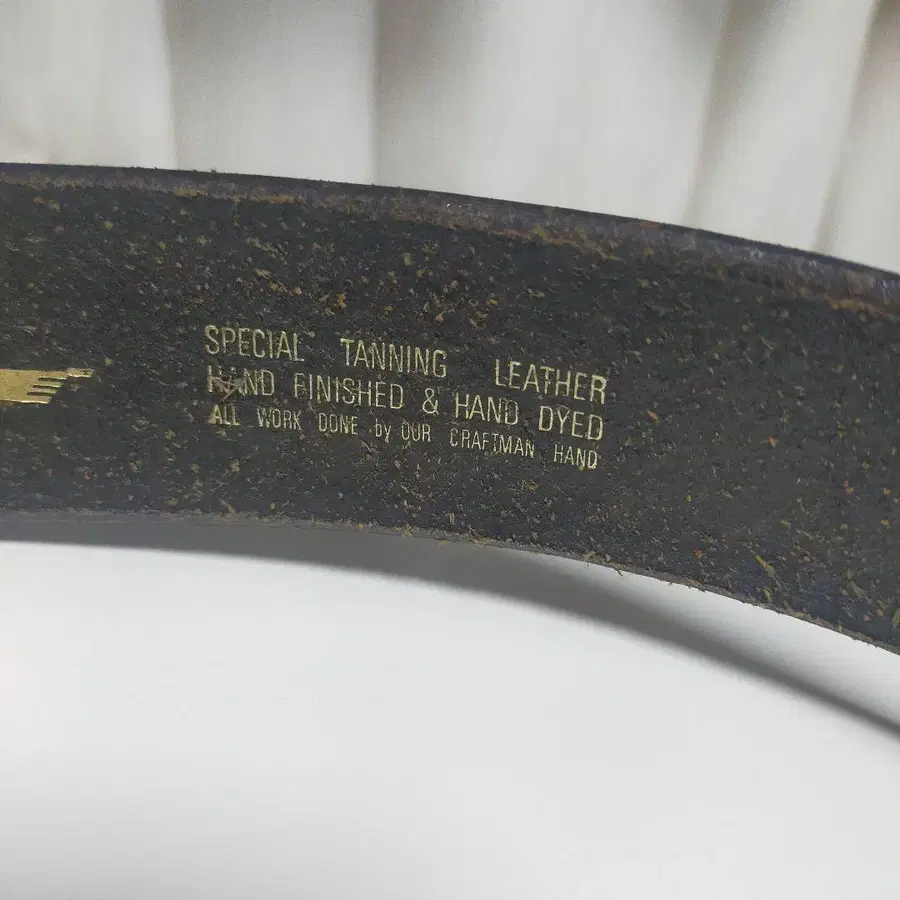 SPECIAL TANNING LEATHER
HAND FINISHED & HAND DYED
ALL WORK DONE by OUR CRAFTMAN HAND